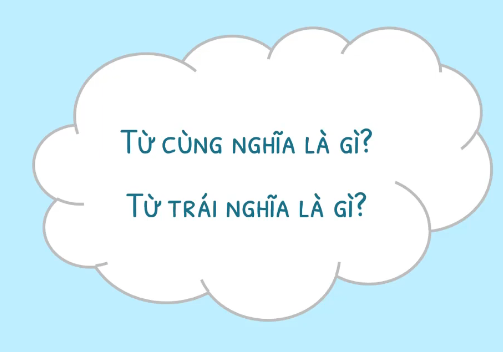 Từ cùng nghĩa là gì?
Từ trái nghĩa là gì?